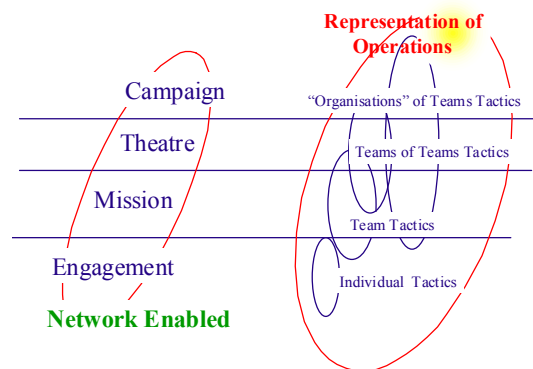 Representation of
Operations
Campaign
“Organisations” of Teams Tactics
Theatre
Teams of Teams Tactics
Mission
Team Tactics
Engagement
Individual Tactics
Network Enabled